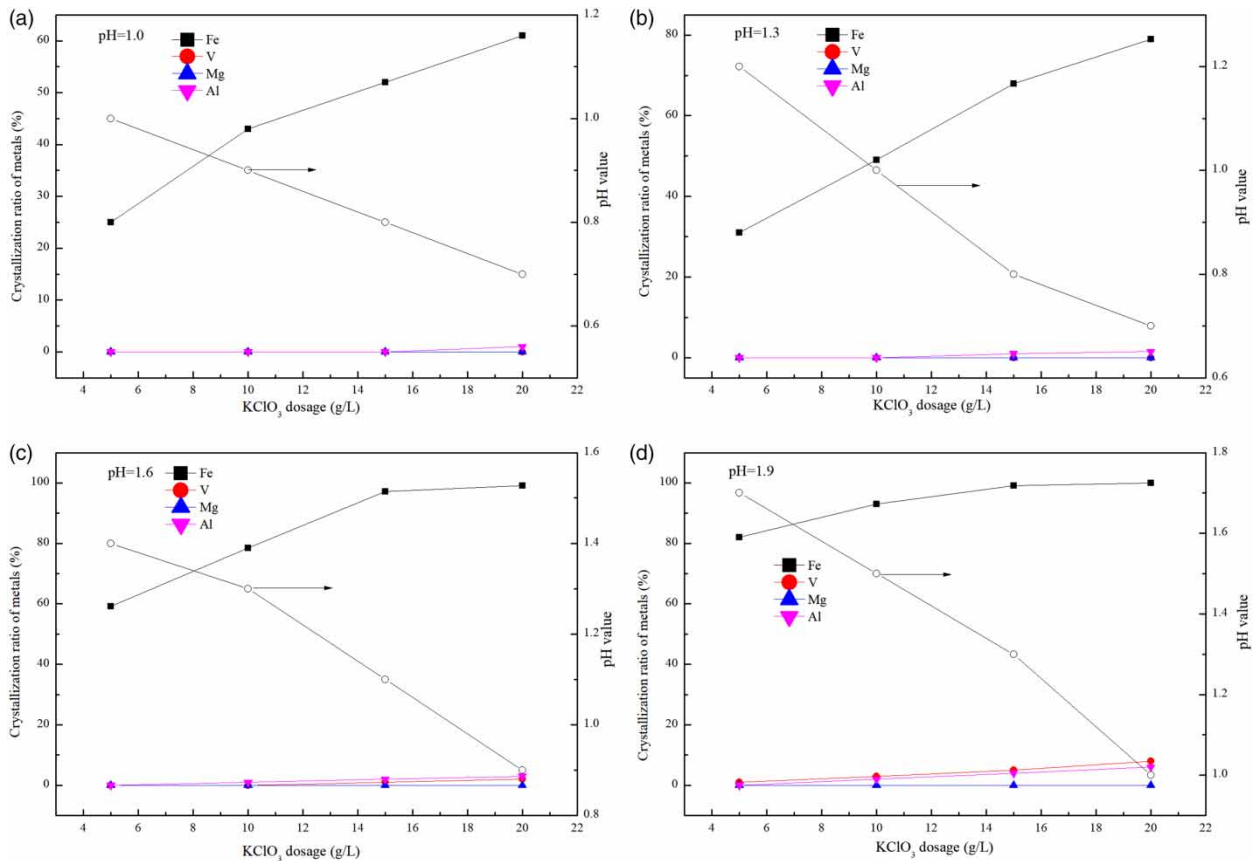 (a)
pH=1.0
Fe
V
Mg
Al
Crystallization ratio of metals (%)
60
55
50
45
40
35
30
25
20
15
10
5
0
1.2
1.0
0.8
0.6
pH value
4 6 8 10 12 14 16 18 20 22
KClO₃ dosage (g/L)
(b)
pH=1.3
Fe
V
Mg
Al
Crystallization ratio of metals (%)
80
60
40
20
0
1.2
1.0
0.8
0.6
pH value
4 6 8 10 12 14 16 18 20 22
KClO₃ dosage (g/L)
(c)
pH=1.6
Fe
V
Mg
Al
Crystallization ratio of metals (%)
100
80
60
40
20
0
1.6
1.4
1.2
1.0
0.8
pH value
4 6 8 10 12 14 16 18 20 22
KClO₃ dosage (g/L)
(d)
pH=1.9
Fe
V
Mg
Al
Crystallization ratio of metals (%)
100
80
60
40
20
0
1.8
1.6
1.4
1.2
1.0
pH value
4 6 8 10 12 14 16 18 20 22
KClO₃ dosage (g/L)